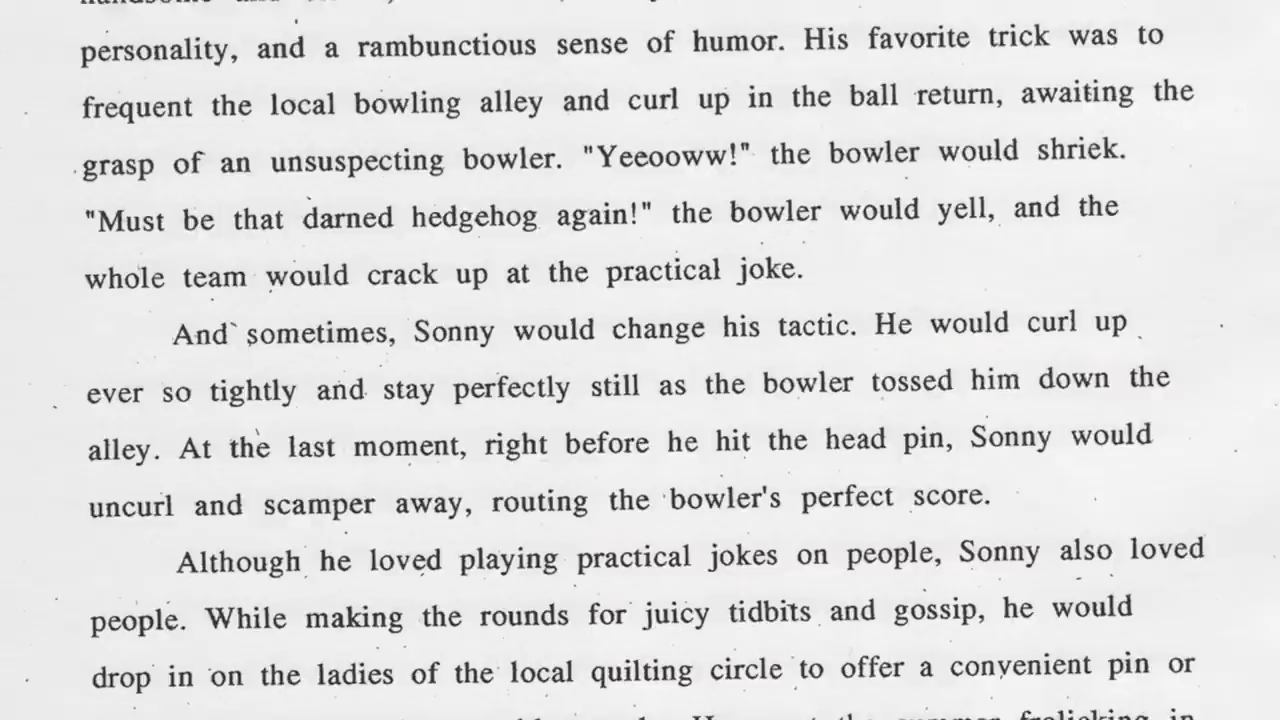 personality, and a rambunctious sense of humor. His favorite trick was to
frequent the local bowling alley and curl up in the ball return, awaiting the
grasp of an unsuspecting bowler. "Yeeooww!" the bowler would shriek.
"Must be that darned hedgehog again!" the bowler would yell, and the
whole team would crack up at the practical joke.
And sometimes, Sonny would change his tactic. He would curl up
ever so tightly and stay perfectly still as the bowler tossed him down the
alley. At the last moment, right before he hit the head pin, Sonny would
uncurl and scamper away, routing the bowler's perfect score.
Although he loved playing practical jokes on people, Sonny also loved
people. While making the rounds for juicy tidbits and gossip, he would
drop in on the ladies of the local quilting circle to offer a convenient pin or